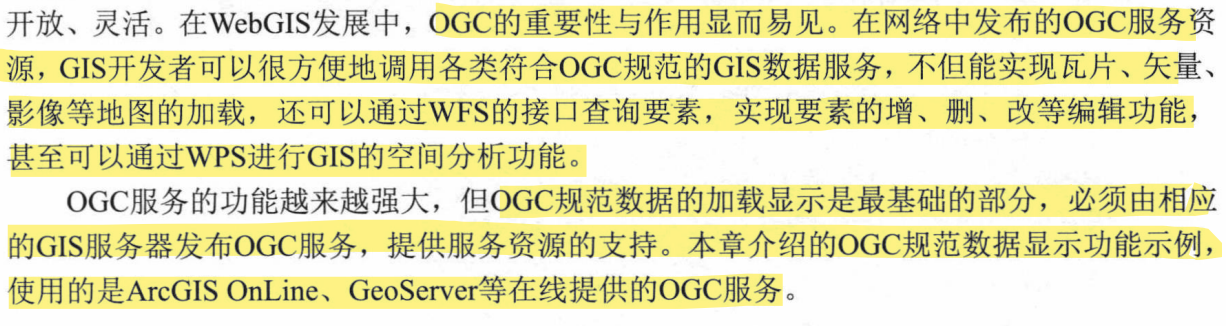 开放、灵活。在WebGIS发展中，OGC的重要性与作用显而易见。在网络中发布的OGC服务资
源，GIS开发者可以很方便地调用各类符合OGC规范的GIS数据服务，不但能实现瓦片、矢量、
影像等地图的加载，还可以通过WFS的接口查询要素，实现要素的增、删、改等编辑功能，
甚至可以通过WPS进行GIS的空间分析功能。
OGC服务的功能越来越强大，但OGC规范数据的加载显示是最基础的部分，必须由相应
的GIS服务器发布OGC服务，提供服务资源的支持。本章介绍的OGC规范数据显示功能示例，
使用的是ArcGIS OnLine、GeoServer等在线提供的OGC服务。